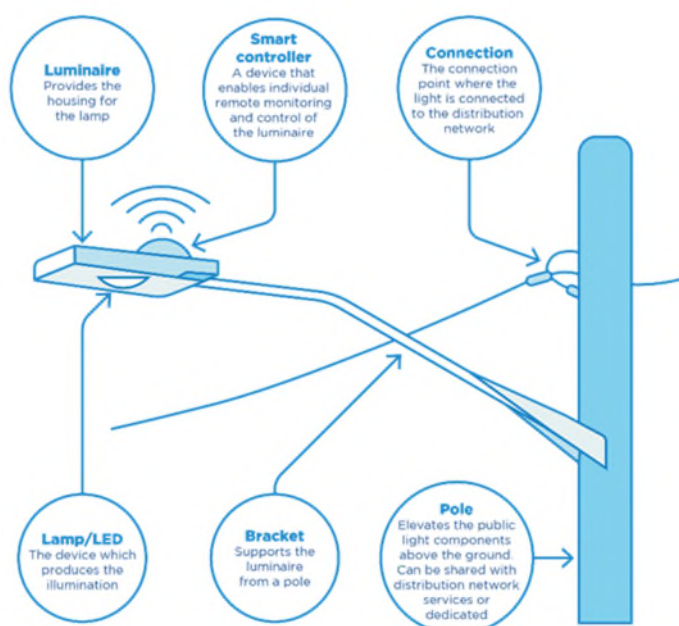 Luminaire
Provides the
housing for
the lamp
Smart
controller
A device that
enables individual
remote monitoring
and control of
the luminaire
Connection
The connection
point where the
light is connected
to the distribution
network
Lamp/LED
The device which
produces the
illumination
Bracket
Supports the
luminaire
from a pole
Pole
Elevates the public
light components
above the ground.
Can be shared with
distribution network
services or
dedicated